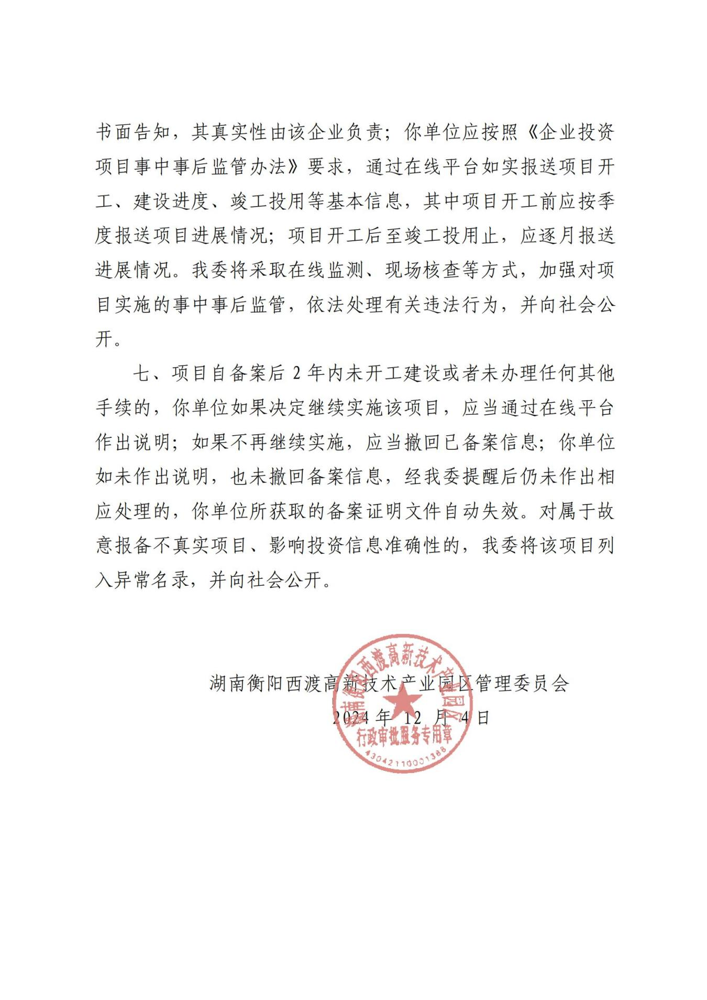 书面告知，其真实性由该企业负责；你单位应按照《企业投资
项目事中事后监管办法》要求，通过在线平台如实报送项目开
工、建设进度、竣工投用等基本信息，其中项目开工前应按季
度报送项目进展情况；项目开工后至竣工投用止，应逐月报送
进展情况。我委将采取在线监测、现场核查等方式，加强对项
目实施的事中事后监管，依法处理有关违法行为，并向社会公
开。
七、项目自备案后 2 年内未开工建设或者未办理任何其他
手续的，你单位如果决定继续实施该项目，应当通过在线平台
作出说明；如果不再继续实施，应当撤回已备案信息；你单位
如未作出说明，也未撤回备案信息，经我委提醒后仍未作出相
应处理的，你单位所获取的备案证明文件自动失效。对属于故
意报备不真实项目、影响投资信息准确性的，我委将该项目列
入异常名录，并向社会公开。
湖南衡阳西渡高新技术产业园区管理委员会
2024 年 12 月 4 日
湖南衡阳西渡高新技术产业园区
行政审批服务专用章
43042110001388